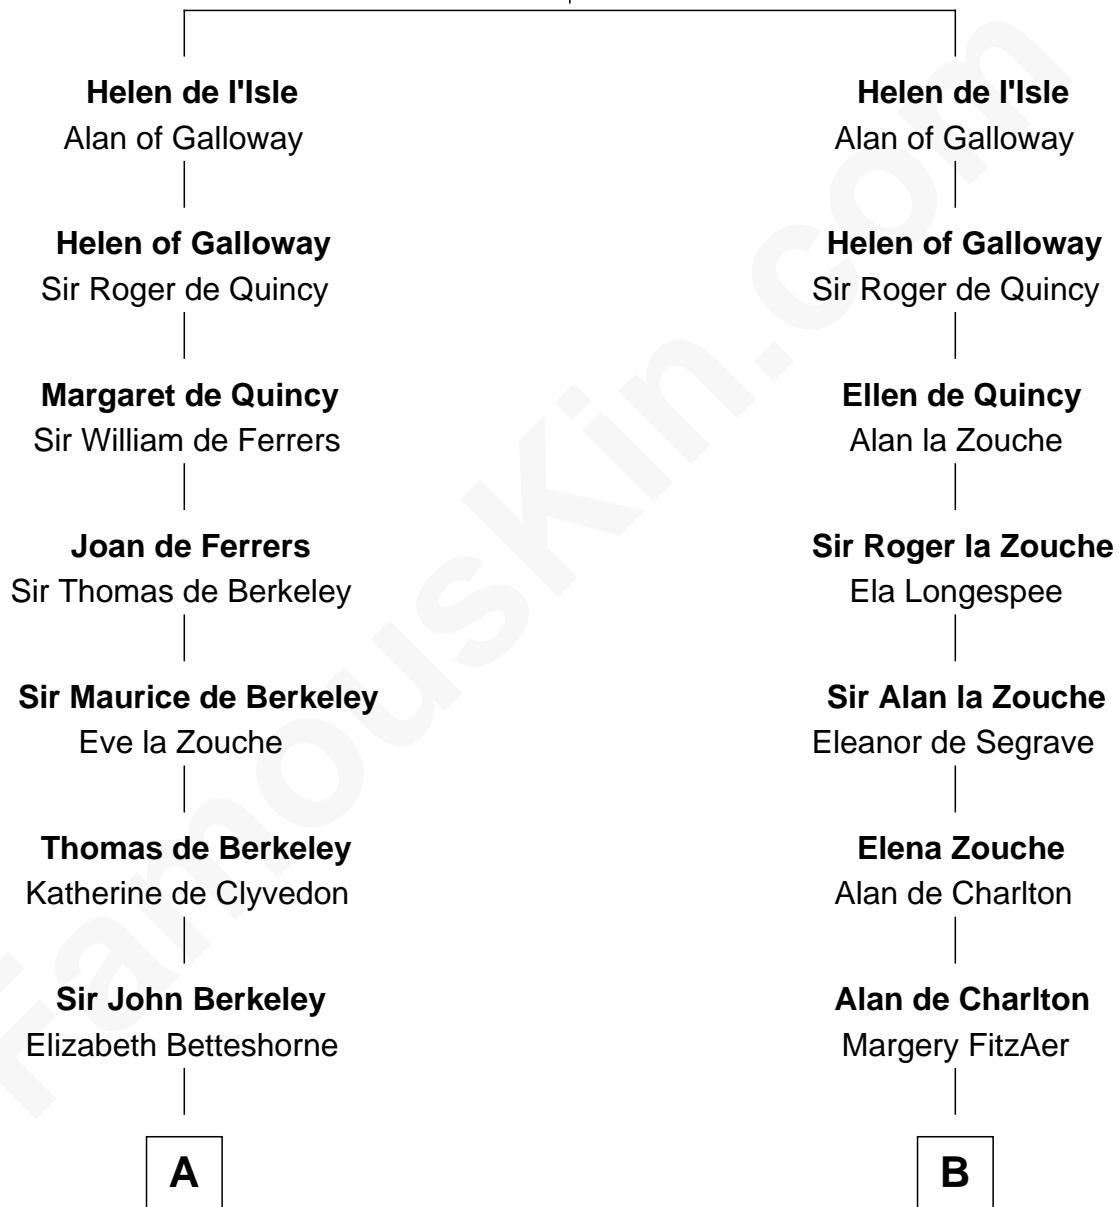 Helen de l'Isle
Alan of Galloway
Helen of Galloway
Sir Roger de Quincy
Margaret de Quincy
Sir William de Ferrers
Joan de Ferrers
Sir Thomas de Berkeley
Sir Maurice de Berkeley
Eve la Zouche
Thomas de Berkeley
Katherine de Clyvedon
Sir John Berkeley
Elizabeth Betteshorne
A
Helen de l'Isle
Alan of Galloway
Helen of Galloway
Sir Roger de Quincy
Ellen de Quincy
Alan la Zouche
Sir Roger la Zouche
Ela Longespee
Sir Alan la Zouche
Eleanor de Segrave
Elena Zouche
Alan de Charlton
Alan de Charlton
Margery FitzAer
B
FamousKin.com